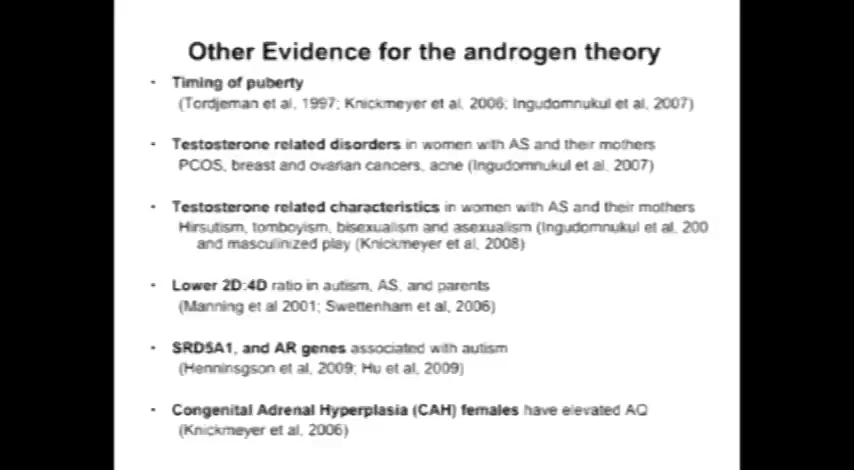 Other Evidence for the androgen theory
• Timing of puberty
(Tordjeman et al, 1997; Knickmeyer et al, 2006; Ingudomnukul et al, 2007)
• Testosterone related disorders in women with AS and their mothers
PCOS, breast and ovarian cancers, acne (Ingudomnukul et al, 2007)
• Testosterone related characteristics in women with AS and their mothers
Hirsutism, tomboyism, bisexualism and asexualism (Ingudomnukul et al, 200
and masculinized play (Knickmeyer et al, 2008)
• Lower 2D:4D ratio in autism, AS, and parents
(Manning et al 2001; Swettenham et al, 2006)
• SRD5A1, and AR genes associated with autism
(Henninsgson et al, 2009; Hu et al, 2009)
• Congenital Adrenal Hyperplasia (CAH) females have elevated AQ
(Knickmeyer et al, 2006)